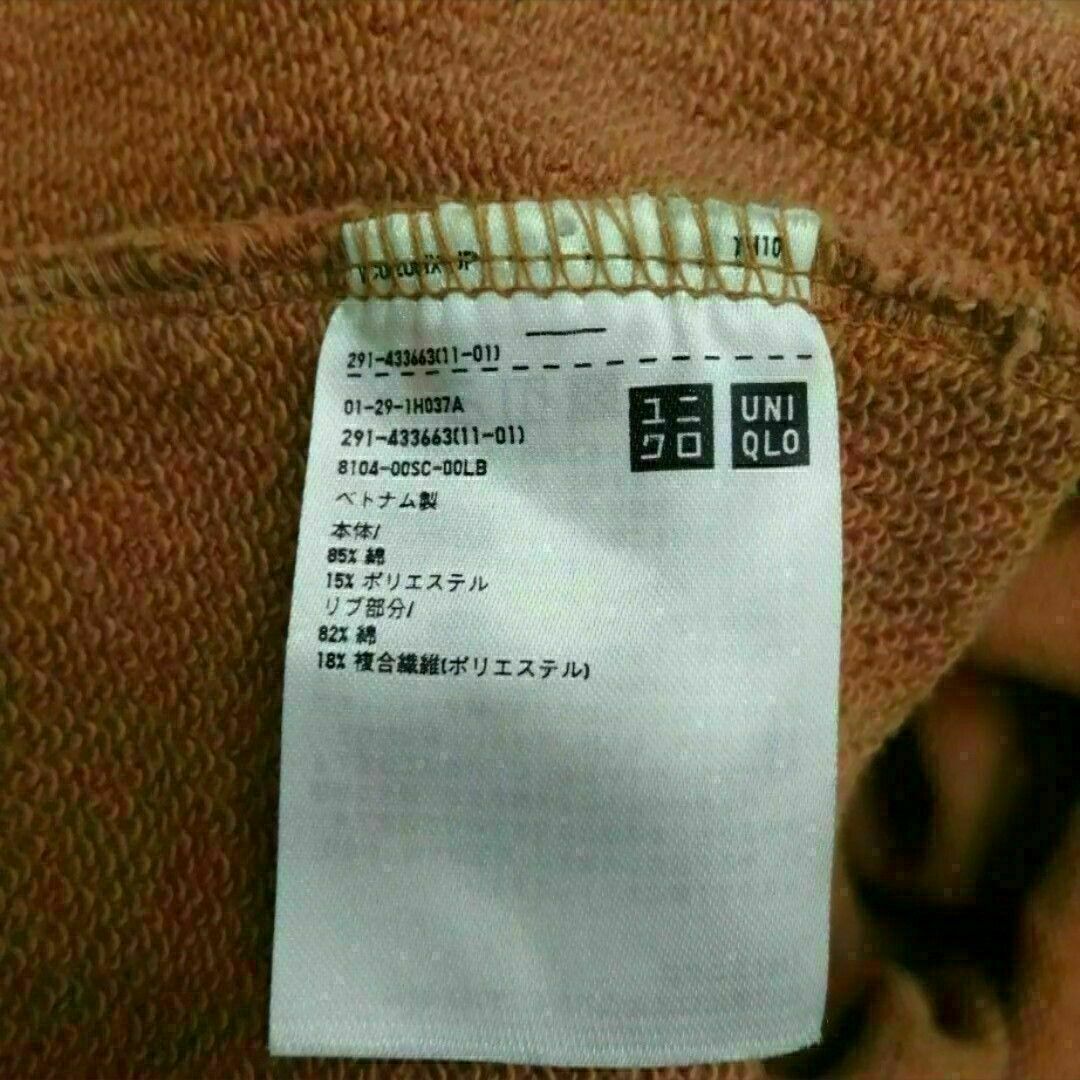 291-433663(11-01)
01-29-1H037A
291-433663(11-01)
8104-00SC-00LB
ベトナム製
本体/
85% 綿
15% ポリエステル
リブ部分/
82% 綿
18% 複合繊維(ポリエステル)
ユニ
クロ
UNI
QLO